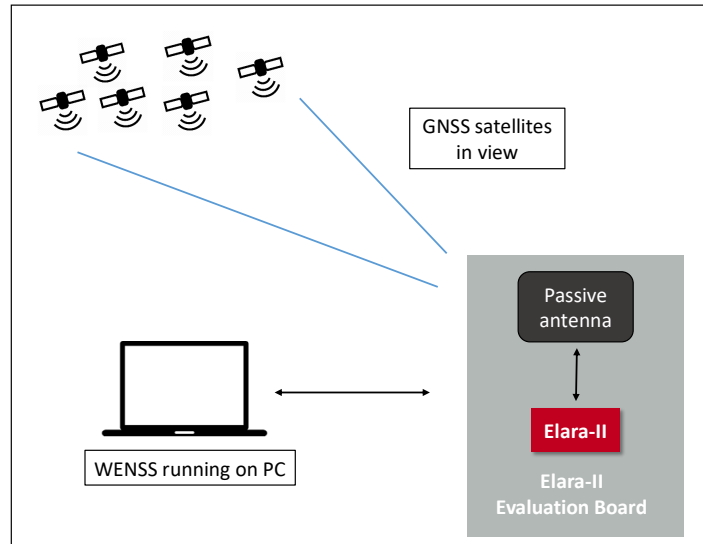 GNSS satellites
in view
Passive
antenna
Elara-II
WENSS running on PC
Elara-II
Evaluation Board